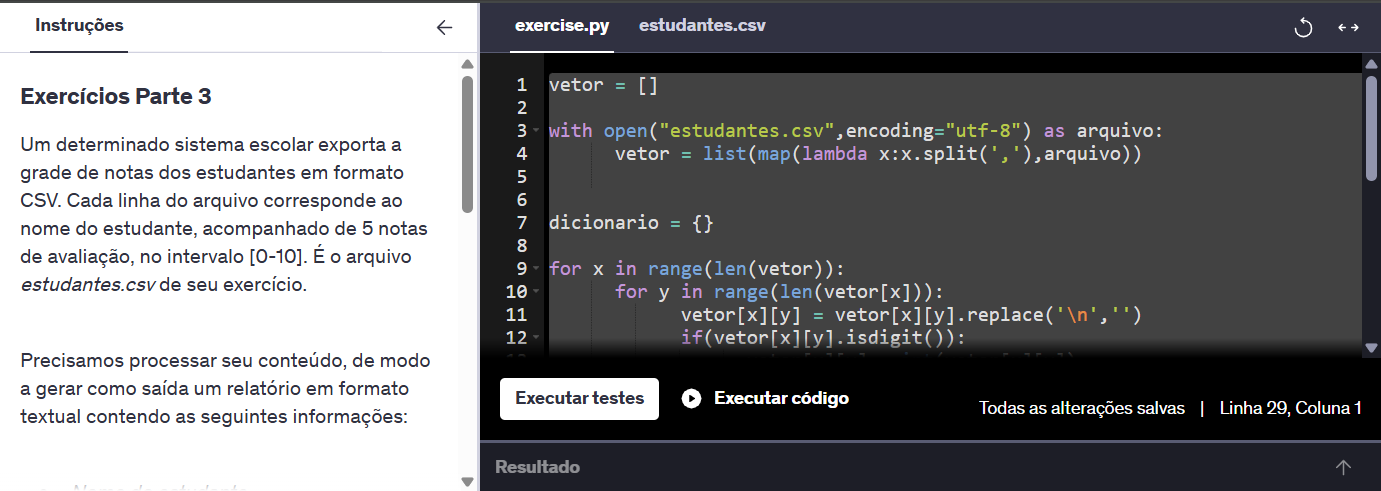 Instruções
Exercícios Parte 3
Um determinado sistema escolar exporta a
grade de notas dos estudantes em formato
CSV. Cada linha do arquivo corresponde ao
nome do estudante, acompanhado de 5 notas
de avaliação, no intervalo [0-10]. É o arquivo
estudantes.csv de seu exercício.
Precisamos processar seu conteúdo, de modo
a gerar como saída um relatório em formato
textual contendo as seguintes informações:
exercise.py estudantes.csv
1 vetor = []
2
3 with open("estudantes.csv",encoding="utf-8") as arquivo:
4 vetor = list(map(lambda x:x.split(','),arquivo))
5
6
7 dicionario = {}
8
9 for x in range(len(vetor)):
10 for y in range(len(vetor[x])):
11 vetor[x][y] = vetor[x][y].replace('\n','')
12 if(vetor[x][y].isdigit()):
Executar testes Executar código
Todas as alterações salvas | Linha 29, Coluna 1
Resultado